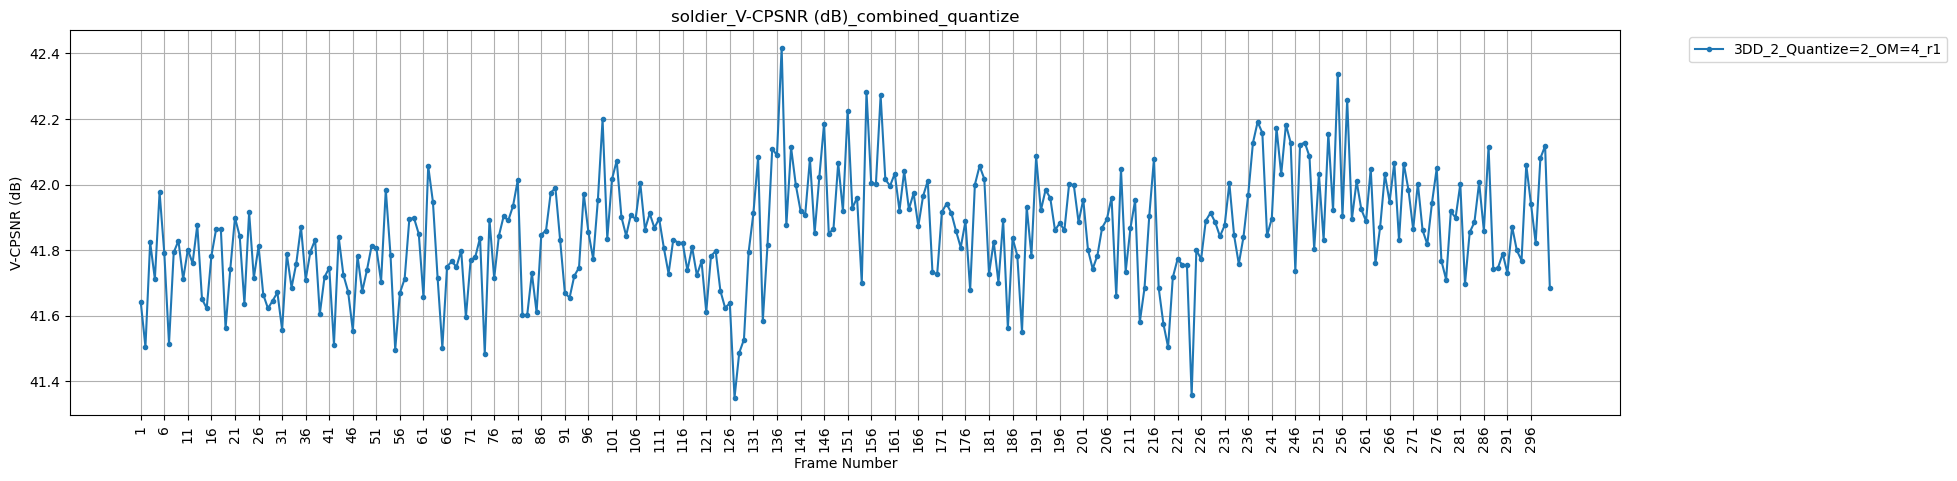 soldier_V-CPSNR (dB)_combined_quantize
3DD_2_Quantize=2_OM=4_r1
V-CPSNR (dB)
42.4
42.2
42.0
41.8
41.6
41.4
1 6 11 16 21 26 31 36 41 46 51 56 61 66 71 76 81 86 91 96 101 106 111 116 121 126 131 136 141 146 151 156 161 166 171 176 181 186 191 196 201 206 211 216 221 226 231 236 241 246 251 256 261 266 271 276 281 286 291 296
Frame Number